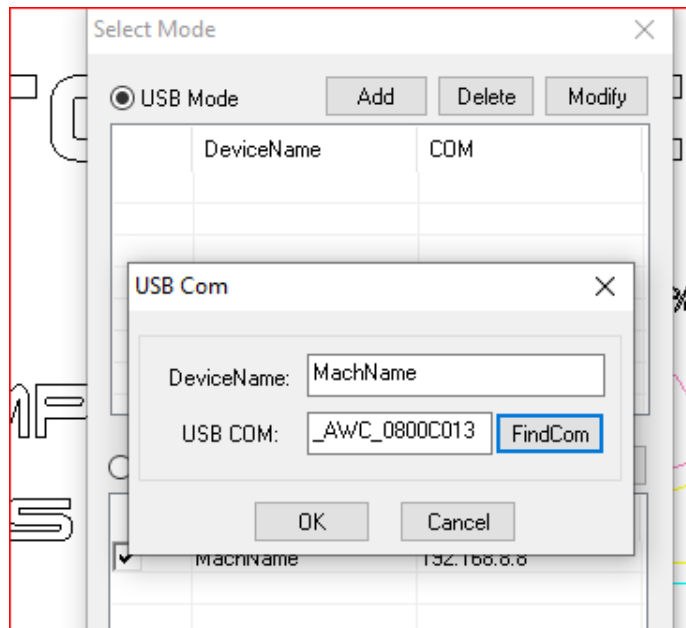 Select Mode
USB Mode Add Delete Modify
DeviceName COM
USB Com
DeviceName: MachName
USB COM: _AWC_0800C013 FindCom
OK Cancel
MachName 192.168.8.8